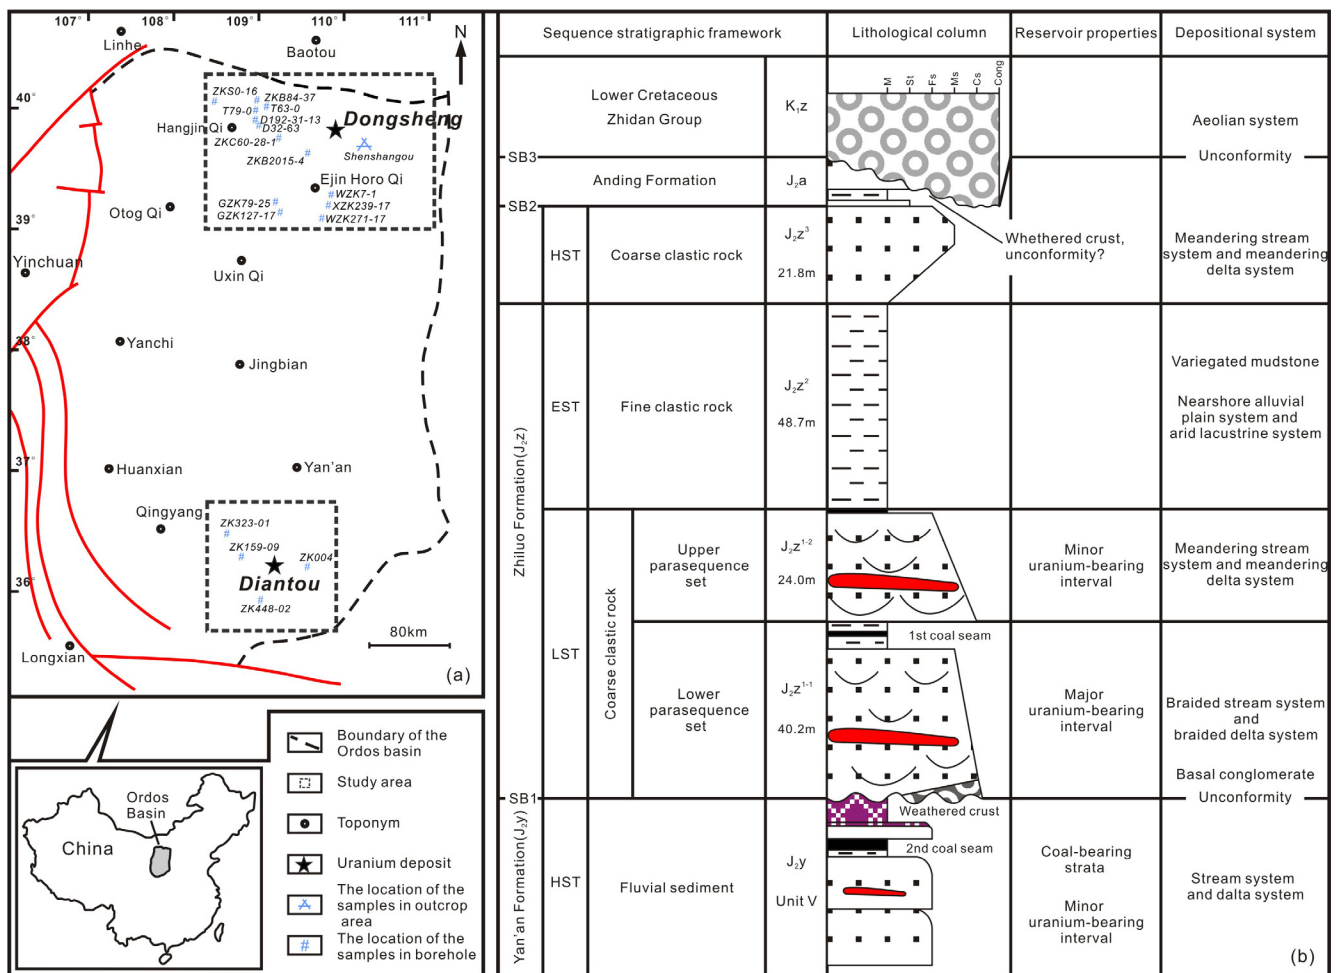 107°
108°
109°
110°
111°
N
Linhe
Baotou
40°
ZKS0-16
ZKB84-37
T79-0
T63-0
D192-31-13
Dongsheng
Hangjin Qi
D32-63
ZKC60-28-1
Shenshangou
ZKB2015-4
Ejin Horo Qi
WZK7-1
GZK79-25
XZK239-17
GZK127-17
WZK271-17
Otog Qi
39°
Yinchuan
Uxin Qi
38°
Yanchi
Jingbian
37°
Huanxian
Yan'an
Qingyang
ZK323-01
ZK159-09
ZK004
36°
Diantou
ZK448-02
80km
Longxian
(a)
Boundary of the
Ordos basin
Study area
Toponym
Uranium deposit
The location of the
samples in outcrop
area
The location of the
samples in borehole
Ordos
Basin
China
Sequence stratigraphic framework
Lithological column
Reservoir properties
Depositional system
M
St
Fs
Ms
Cs
Cong
Lower Cretaceous
Zhidan Group
K₁z
Aeolian system
SB3
Unconformity
Anding Formation
J₂a
SB2
Zhiluo Formation(J₂z)
HST
Coarse clastic rock
J₂z³
21.8m
Whethered crust,
unconformity?
Meandering stream
system and meandering
delta system
EST
Fine clastic rock
J₂z²
48.7m
Variegated mudstone
Nearshore alluvial
plain system and
arid lacustrine system
LST
Coarse clastic rock
Upper
parasequence
set
J₂z¹⁻²
24.0m
Minor
uranium-bearing
interval
Meandering stream
system and meandering
delta system
1st coal seam
Lower
parasequence
set
J₂z¹⁻¹
40.2m
Major
uranium-bearing
interval
Braided stream system
and
braided delta system
Basal conglomerate
SB1
Unconformity
Weathered crust
Yan'an Formation(J₂y)
HST
Fluvial sediment
J₂y
Unit V
2nd coal seam
Coal-bearing
strata
Minor
uranium-bearing
interval
Stream system
and dalta system
(b)